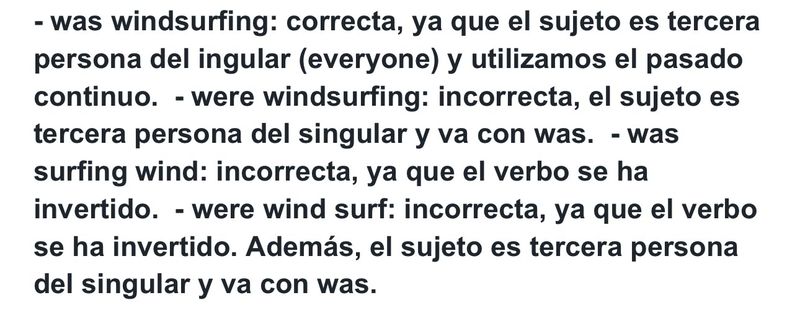 - was windsurfing: correcta, ya que el sujeto es tercera
persona del ingular (everyone) y utilizamos el pasado
continuo.  - were windsurfing: incorrecta, el sujeto es
tercera persona del singular y va con was.  - was
surfing wind: incorrecta, ya que el verbo se ha
invertido.  - were wind surf: incorrecta, ya que el verbo
se ha invertido. Además, el sujeto es tercera persona
del singular y va con was.